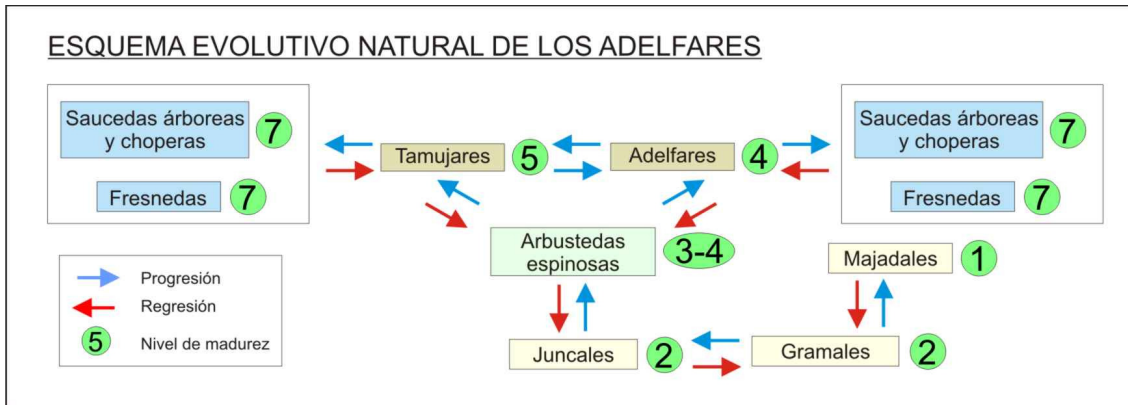 ESQUEMA EVOLUTIVO NATURAL DE LOS ADELFARES
Saucedas árboreas
y choperas
7
Fresnedas
7
Tamujares
5
Adelfares
4
Saucedas árboreas
y choperas
7
Fresnedas
7
Arbustedas
espinosas
3-4
Majadales
1
Juncales
2
Gramales
2
Progresión
Regresión
5
Nivel de madurez